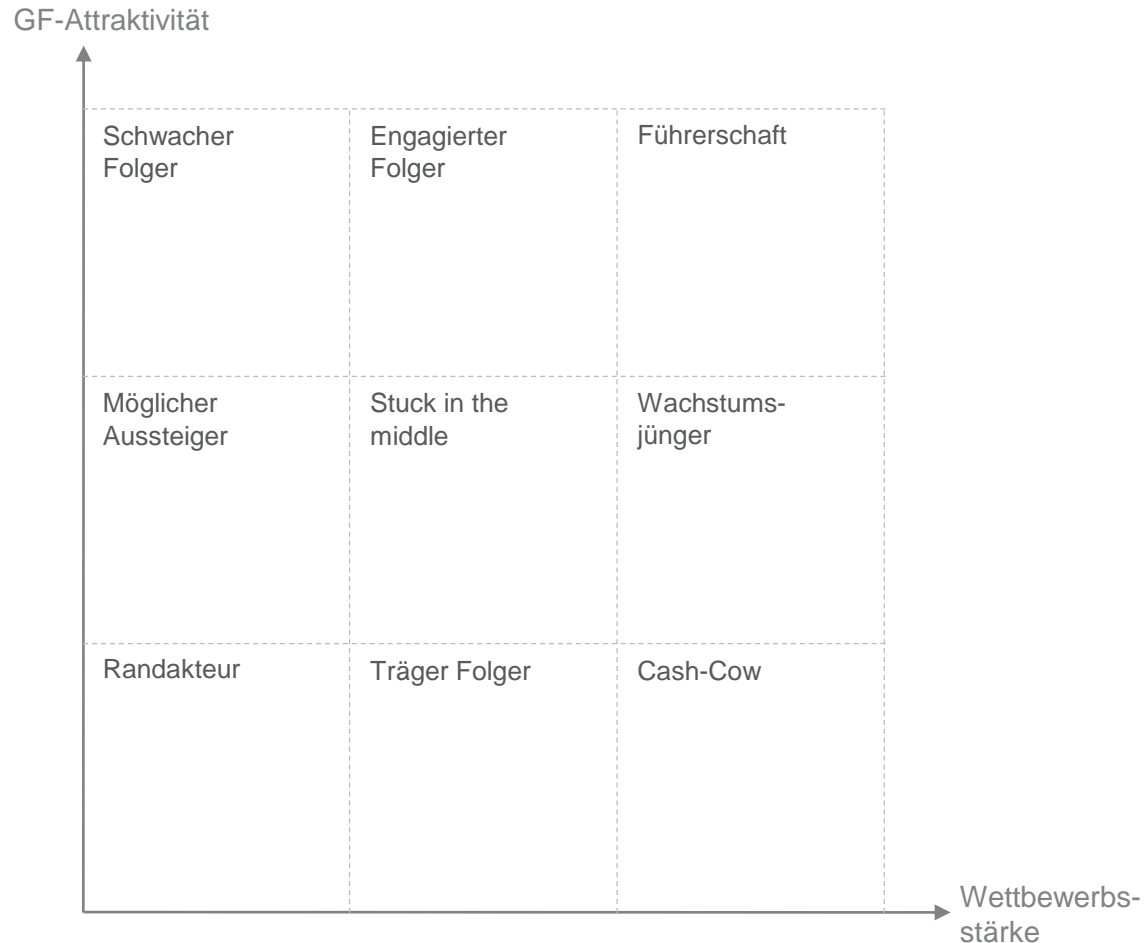 GF-Attraktivität
Schwacher
Folger
Engagierter
Folger
Führerschaft
Möglicher
Aussteiger
Stuck in the
middle
Wachstums-
jünger
Randakteur
Träger Folger
Cash-Cow
Wettbewerbs-
stärke